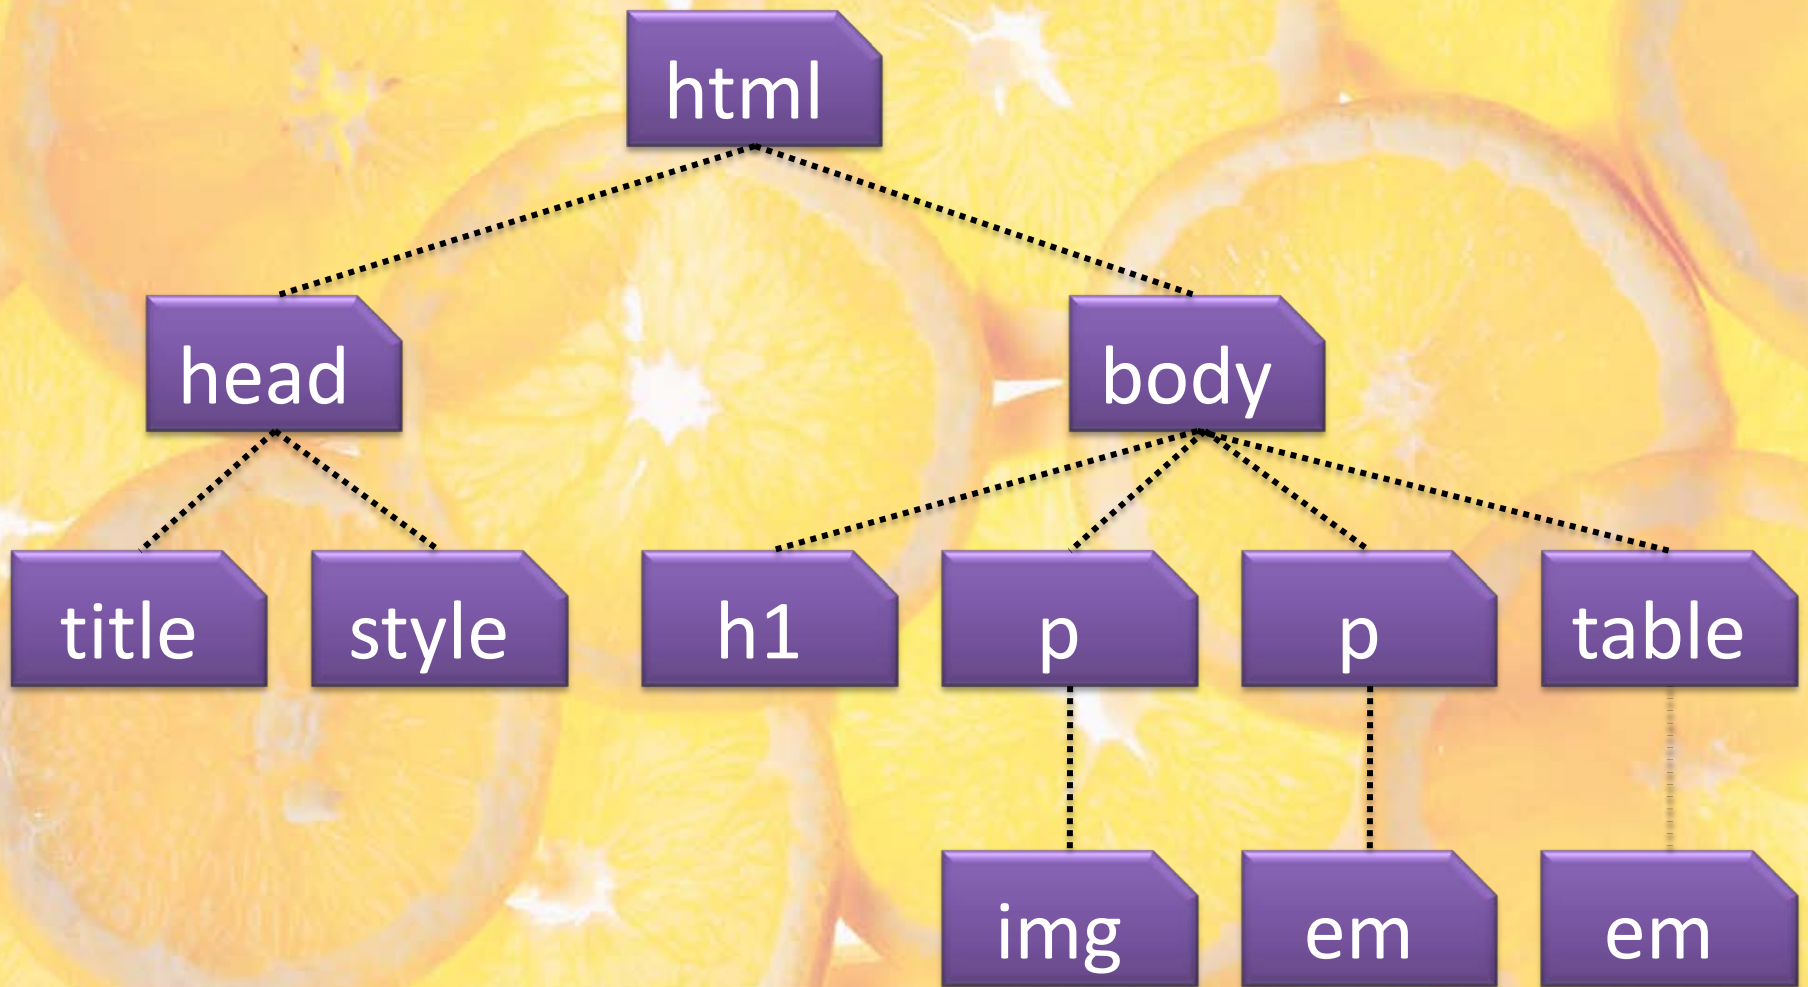 html
head
body
title
style
h1
p
p
table
img
em
em